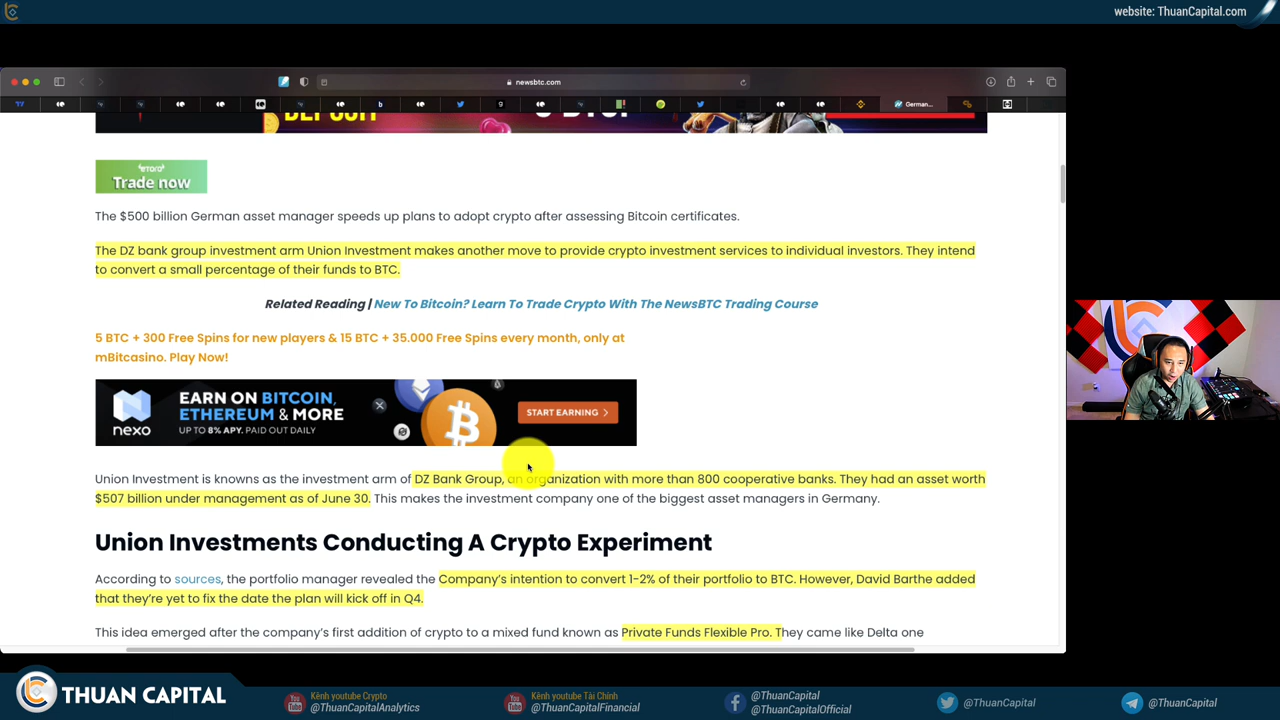 website: ThuanCapital.com
newsbtc.com
German...
DEPOSIT
5 BTC!
eToro
Trade now
The $500 billion German asset manager speeds up plans to adopt crypto after assessing Bitcoin certificates.
The DZ bank group investment arm Union Investment makes another move to provide crypto investment services to individual investors. They intend
to convert a small percentage of their funds to BTC.
Related Reading | New To Bitcoin? Learn To Trade Crypto With The NewsBTC Trading Course
5 BTC + 300 Free Spins for new players & 15 BTC + 35.000 Free Spins every month, only at
mBitcasino. Play Now!
nexo
EARN ON BITCOIN,
ETHEREUM & MORE
UP TO 8% APY. PAID OUT DAILY
START EARNING >
Union Investment is knowns as the investment arm of DZ Bank Group, an organization with more than 800 cooperative banks. They had an asset worth
$507 billion under management as of June 30. This makes the investment company one of the biggest asset managers in Germany.
Union Investments Conducting A Crypto Experiment
According to sources, the portfolio manager revealed the Company's intention to convert 1-2% of their portfolio to BTC. However, David Barthe added
that they're yet to fix the date the plan will kick off in Q4.
This idea emerged after the company's first addition of crypto to a mixed fund known as Private Funds Flexible Pro. They came like Delta one
THUAN CAPITAL
Kênh youtube Crypto
@ThuanCapitalAnalytics
Kênh youtube Tài Chính
@ThuanCapitalFinancial
@ThuanCapital
@ThuanCapitalOfficial
@ThuanCapital
@ThuanCapital